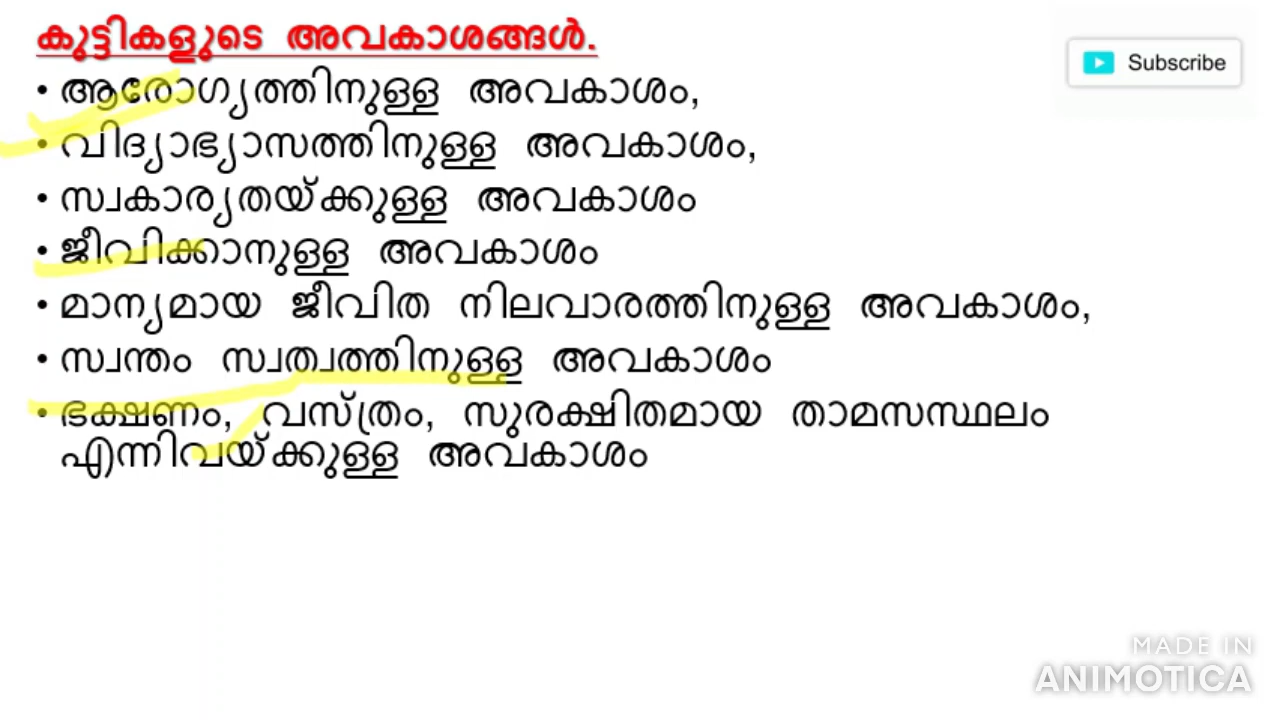 കുട്ടികളുടെ അവകാശങ്ങൾ.
Subscribe
• ആരോഗ്യത്തിനുള്ള അവകാശം,
• വിദ്യാഭ്യാസത്തിനുള്ള അവകാശം,
• സ്വകാര്യതയ്ക്കുള്ള അവകാശം
• ജീവിക്കാനുള്ള അവകാശം
• മാന്യമായ ജീവിത നിലവാരത്തിനുള്ള അവകാശം,
• സ്വന്തം സ്വത്വത്തിനുള്ള അവകാശം
• ഭക്ഷണം, വസ്ത്രം, സുരക്ഷിതമായ താമസസ്ഥലം
എന്നിവയ്ക്കുള്ള അവകാശം
MADE IN
ANIMOTICA